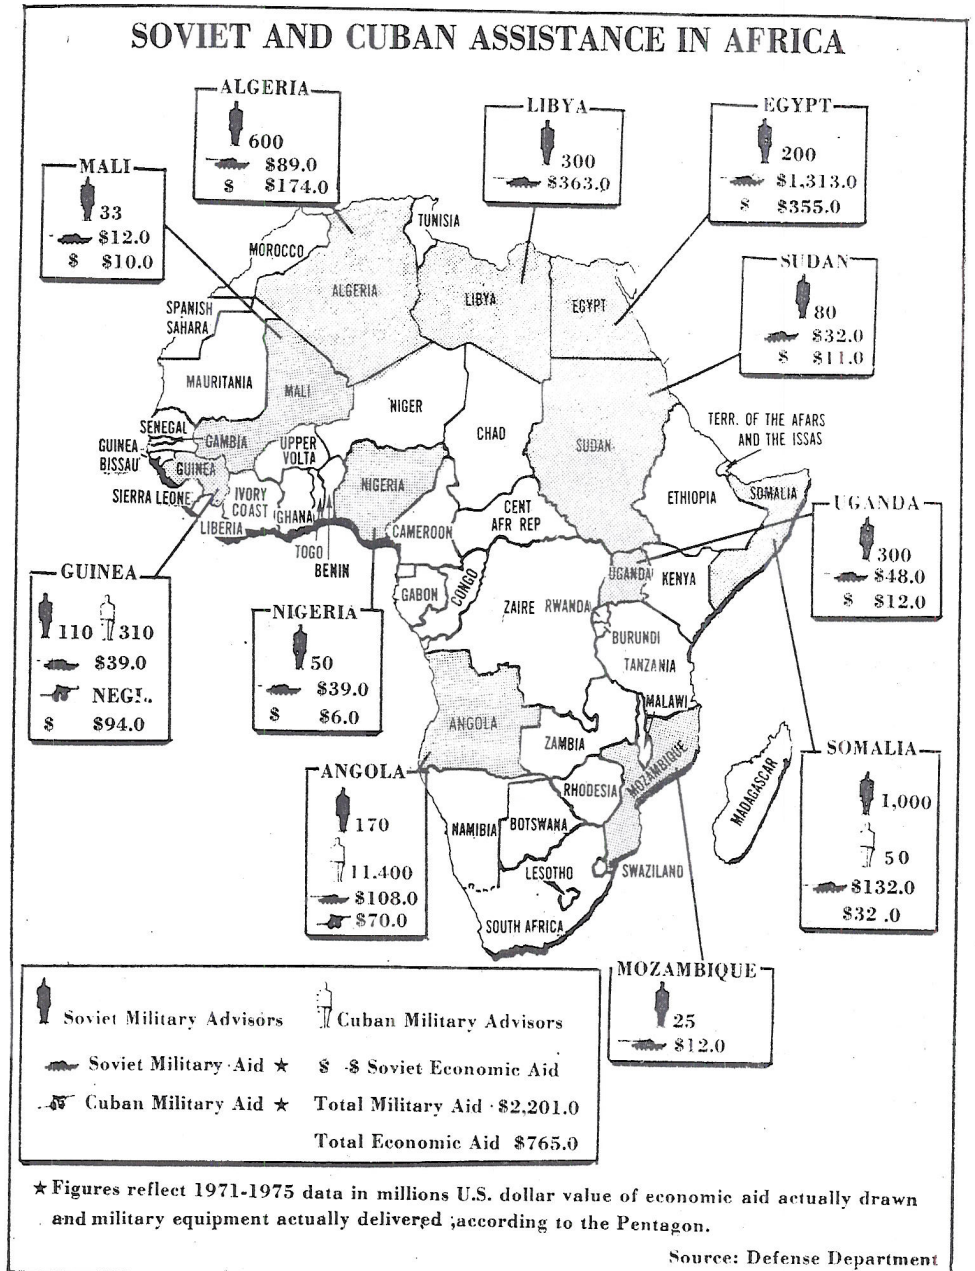 SOVIET AND CUBAN ASSISTANCE IN AFRICA
ALGERIA
600
$89.0
$ $174.0
LIBYA
300
$363.0
EGYPT
200
$1,313.0
$ $355.0
MALI
33
$12.0
$ $10.0
SUDAN
80
$32.0
$ $11.0
TUNISIA
MOROCCO
ALGERIA
LIBYA
EGYPT
SPANISH
SAHARA
MAURITANIA
MALI
NIGER
CHAD
SUDAN
TERR. OF THE AFARS
AND THE ISSAS
SENEGAL
GAMBIA
GUINEA
BISSAU
GUINEA
UPPER
VOLTA
NIGERIA
SIERRA LEONE
IVORY
COAST
LIBERIA
GHANA
TOGO
BENIN
CAMEROON
CENT
AFR REP
ETHIOPIA
SOMALIA
UGANDA
300
$48.0
$ $12.0
GUINEA
110 310
$39.0
NEGL.
$ $94.0
NIGERIA
50
$39.0
$ $6.0
GABON
CONGO
ZAIRE
RWANDA
UGANDA
KENYA
BURUNDI
TANZANIA
MALAWI
ANGOLA
ZAMBIA
MOZAMBIQUE
RHODESIA
NAMIBIA
BOTSWANA
MADAGASCAR
LESOTHO
SWAZILAND
SOUTH AFRICA
ANGOLA
170
11.400
$108.0
$70.0
SOMALIA
1,000
50
$132.0
$32 .0
MOZAMBIQUE
25
$12.0
Soviet Military Advisors
Cuban Military Advisors
Soviet Military Aid ★
$ -$ Soviet Economic Aid
Cuban Military Aid ★
Total Military Aid $2,201.0
Total Economic Aid $765.0
★ Figures reflect 1971-1975 data in millions U.S. dollar value of economic aid actually drawn
and military equipment actually delivered ;according to the Pentagon.
Source: Defense Department